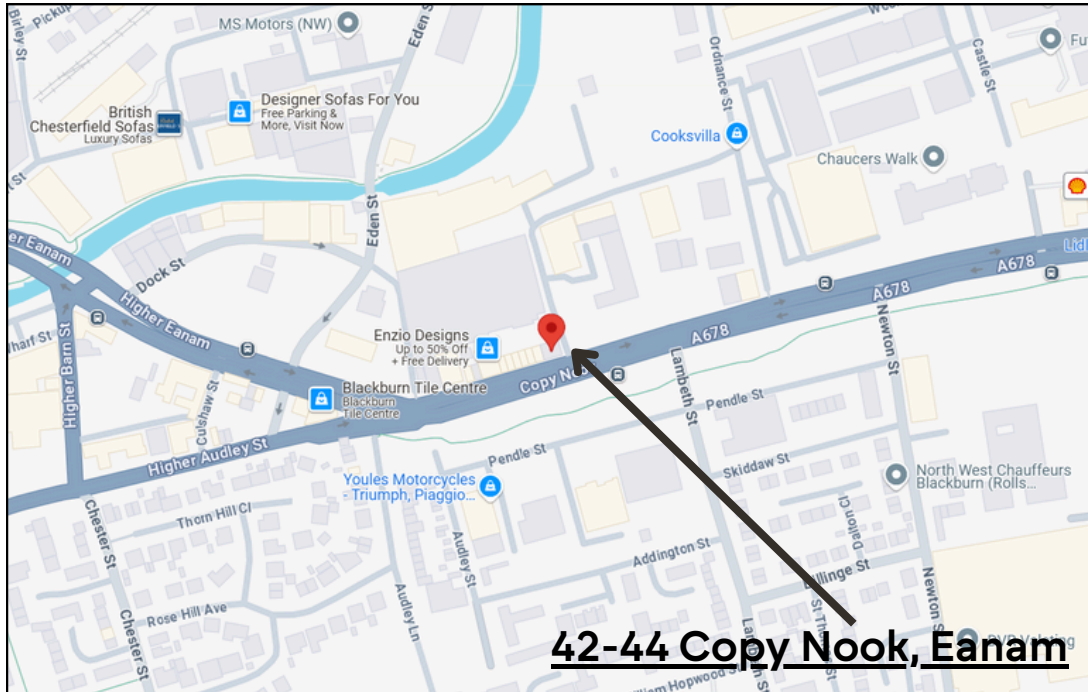 Birley St
Pickup
MS Motors (NW)
Eden St
British
Chesterfield Sofas
Luxury Sofas
Designer Sofas For You
Free Parking &
More, Visit Now
Ordnance St
Castle St
Cooksvilla
Chaucers Walk
Eden St
Dock St
Higher Eanam
Higher Barn St
Culshaw St
Enzio Designs
Up to 50% Off
+ Free Delivery
Blackburn Tile Centre
Blackburn
Tile Centre
Copy
A678
A678
A678
Lidl
Higher Audley St
Lambeth St
Newton St
Pendle St
Pendle St
Skiddaw St
Youles Motorcycles
- Triumph, Piaggio...
North West Chauffeurs
Blackburn (Rolls...
Chester St
Thorn Hill Cl
Audley St
Addington St
Dalton Cl
Rose Hill Ave
Chester St
Audley Ln
Newton St
42-44 Copy Nook, Eanam